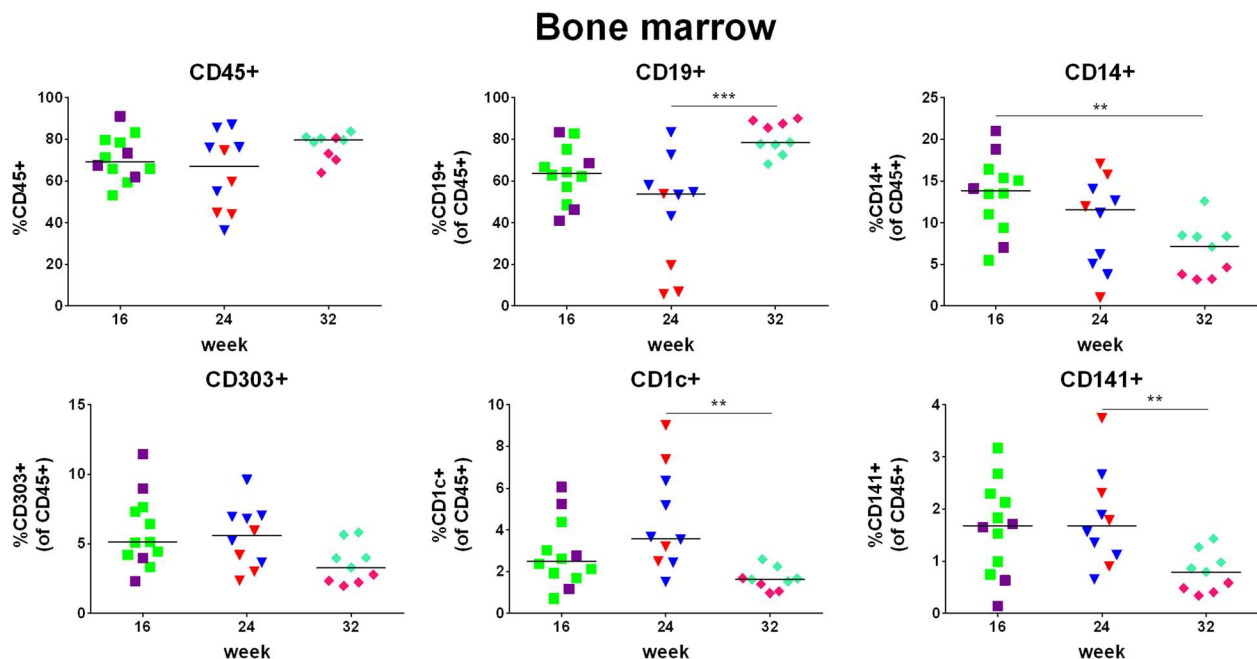 Bone marrow
CD45+
%CD45+
100
80
60
40
20
0
16
24
32
week
CD19+
%CD19+
(of CD45+)
100
80
60
40
20
0
***
16
24
32
week
CD14+
%CD14+
(of CD45+)
25
20
15
10
5
0
**
16
24
32
week
CD303+
%CD303+
(of CD45+)
15
10
5
0
16
24
32
week
CD1c+
%CD1c+
(of CD45+)
10
8
6
4
2
0
**
16
24
32
week
CD141+
%CD141+
(of CD45+)
4
3
2
1
0
**
16
24
32
week